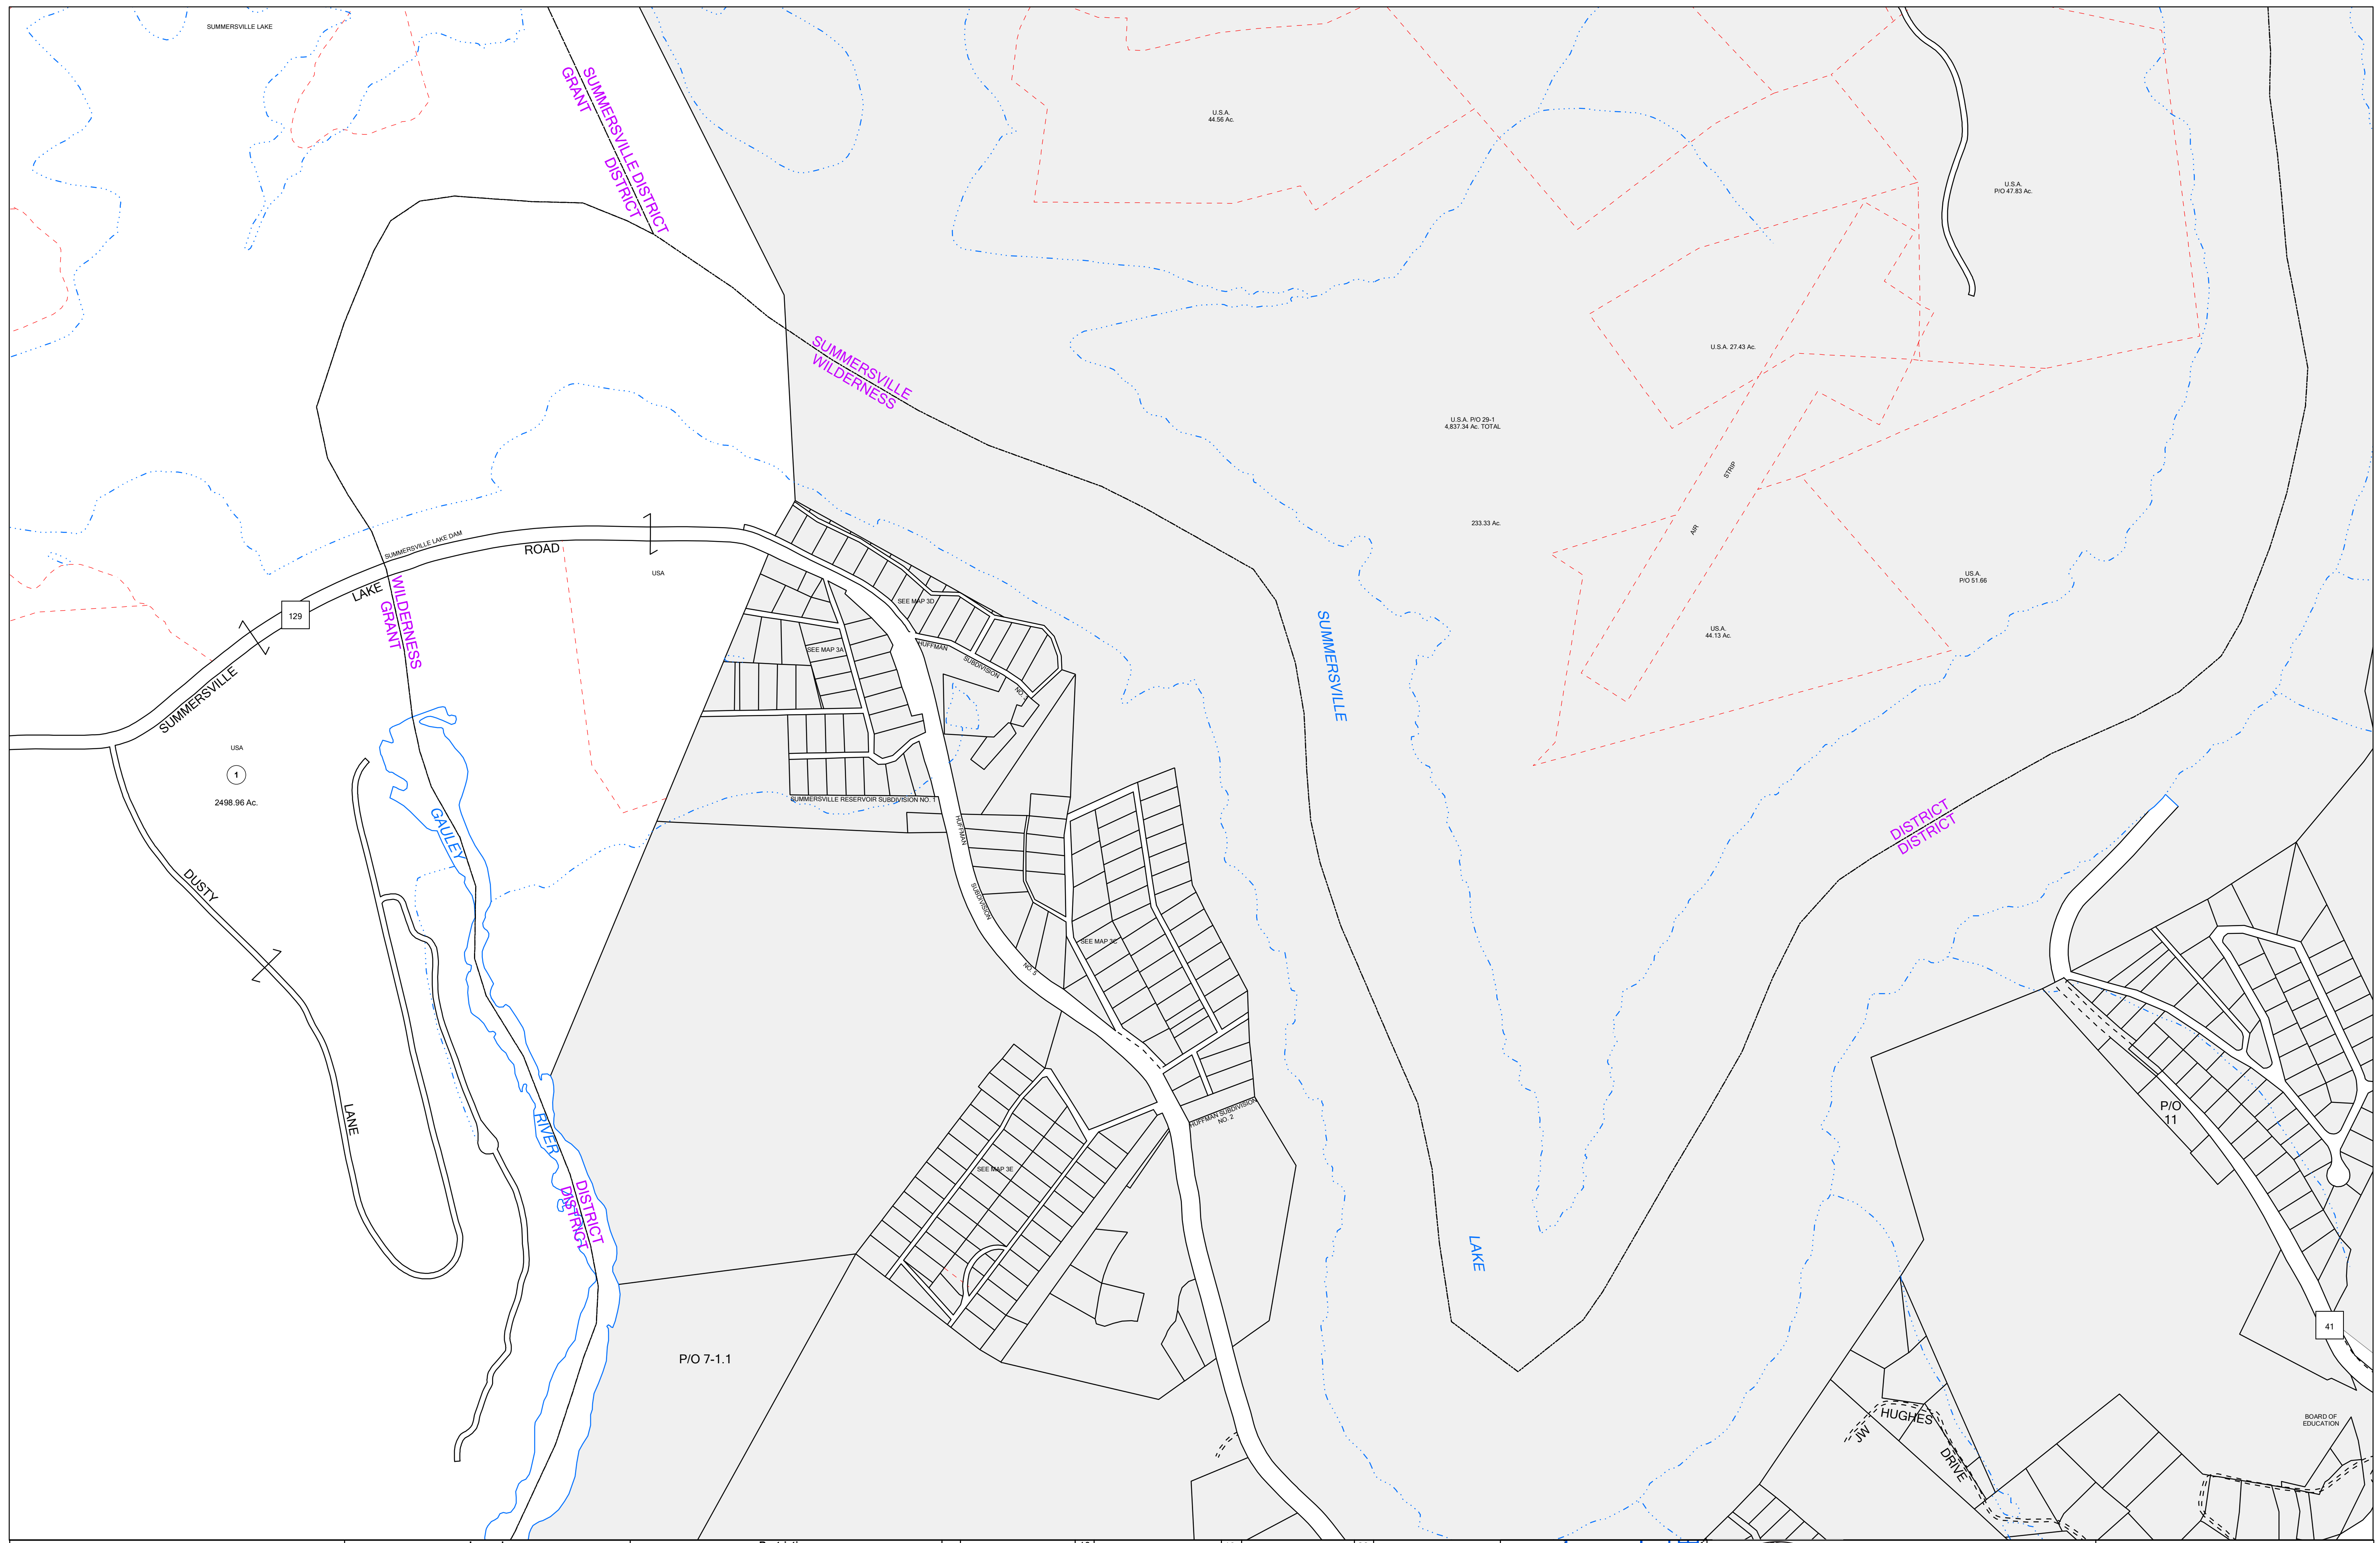 SUMMERSVILLE LAKE
SUMMERSVILLE DISTRICT
GRANT DISTRICT
U.S.A.
44.56 Ac.
U.S.A.
P/O 47.83 Ac.
SUMMERSVILLE
WILDERNESS
U.S.A. 27.43 Ac.
U.S.A. P/O 29-1
4,837.34 Ac. TOTAL
STRIP
AIR
233.33 Ac.
SUMMERSVILLE LAKE DAM
ROAD
USA
LAKE
129
WILDERNESS
GRANT
SUMMERSVILLE
U.S.A.
P/O 51.66
U.S.A.
44.13 Ac.
SEE MAP 3D
SEE MAP 3A
HUFFMAN
SUBDIVISION
SUMMERSVILLE
USA
1
2498.96 Ac.
SUMMERSVILLE RESERVOIR SUBDIVISION NO. 1
HUFFMAN
SUBDIVISION
NO. 5
GAULEY
DISTRICT
DISTRICT
DUSTY
SEE MAP 3C
LANE
RIVER
P/O
11
HUFFMAN SUBDIVISION
NO. 2
SEE MAP 3E
DISTRICT
DISTRICT
LAKE
P/O 7-1.1
41
BOARD OF
EDUCATION
JW
HUGHES
DRIVE